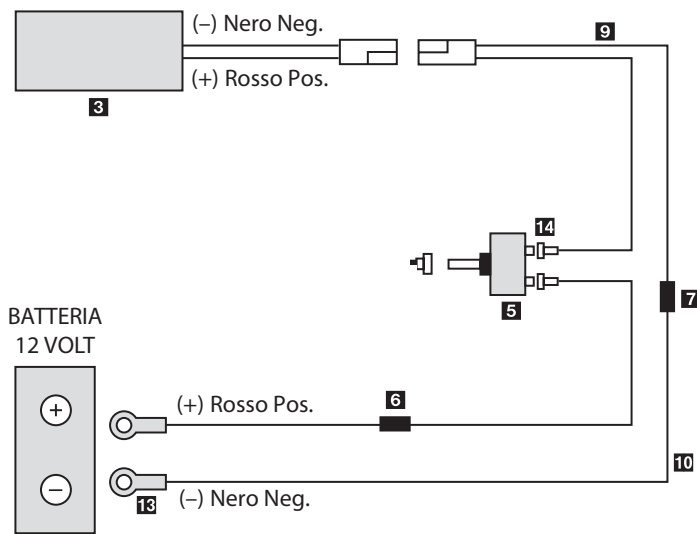 (–) Nero Neg.
9
(+) Rosso Pos.
3
14
5
7
BATTERIA
12 VOLT
6
(+) Rosso Pos.
+
10
–
13
(–) Nero Neg.